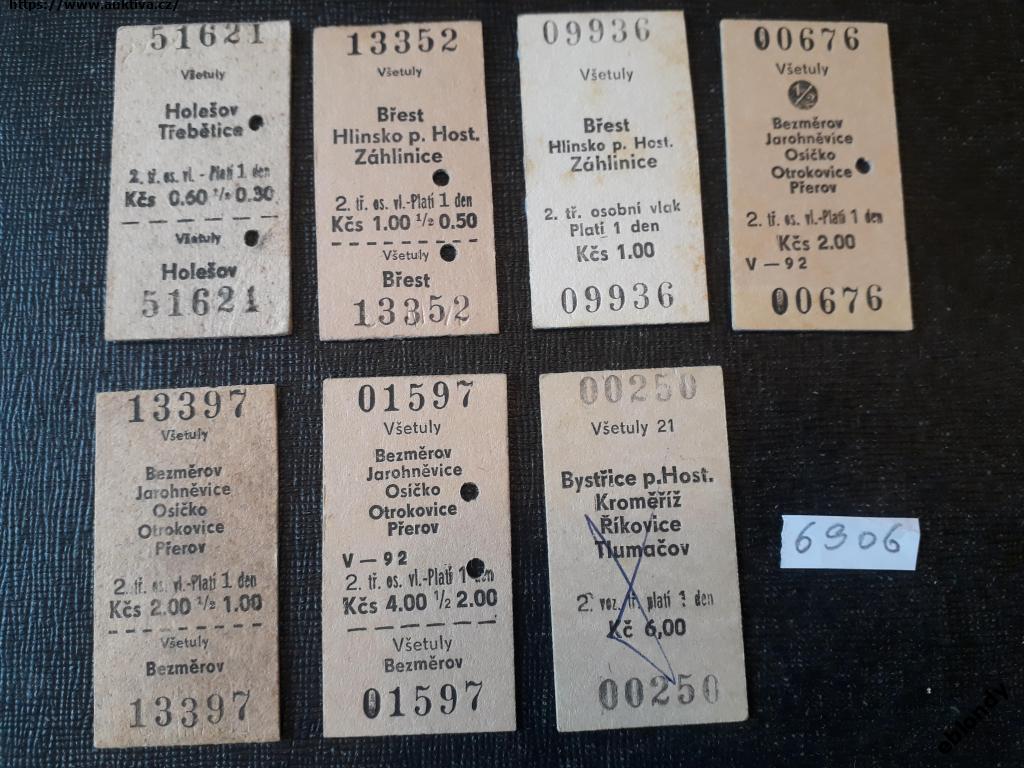 https://www.auktiva.cz/
51621
Všetuly
Holešov
Třebětice
2. tř. os. vl. - Platí 1 den
Kčs 0.60 1/2 0.30
Všetuly
Holešov
51621
13352
Všetuly
Břest
Hlinsko p. Host.
Záhlinice
2. tř. os. vl.-Platí 1 den
Kčs 1.00 1/2 0.50
Všetuly
Břest
13352
09936
Všetuly
Břest
Hlinsko p. Host.
Záhlinice
2. tř. osobní vlak
Platí 1 den
Kčs 1.00
09936
00676
Všetuly
1/2
Bezměrov
Jarohněvice
Osíčko
Otrokovice
Přerov
2. tř. os. vl.-Platí 1 den
Kčs 2.00
V — 92
00676
13397
Všetuly
Bezměrov
Jarohněvice
Osíčko
Otrokovice
Přerov
2. tř. os. vl.-Platí 1 den
Kčs 2.00 1/2 1.00
Všetuly
Bezměrov
13397
01597
Všetuly
Bezměrov
Jarohněvice
Osíčko
Otrokovice
Přerov
V — 92
2. tř. os. vl.-Platí 1 den
Kčs 4.00 1/2 2.00
Všetuly
Bezměrov
01597
00250
Všetuly 21
Bystřice p.Host.
Kroměříž
Říkovice
Tlumačov
2. voz. tř. platí 1 den
Kč 6,00
00250
6906
eblondy